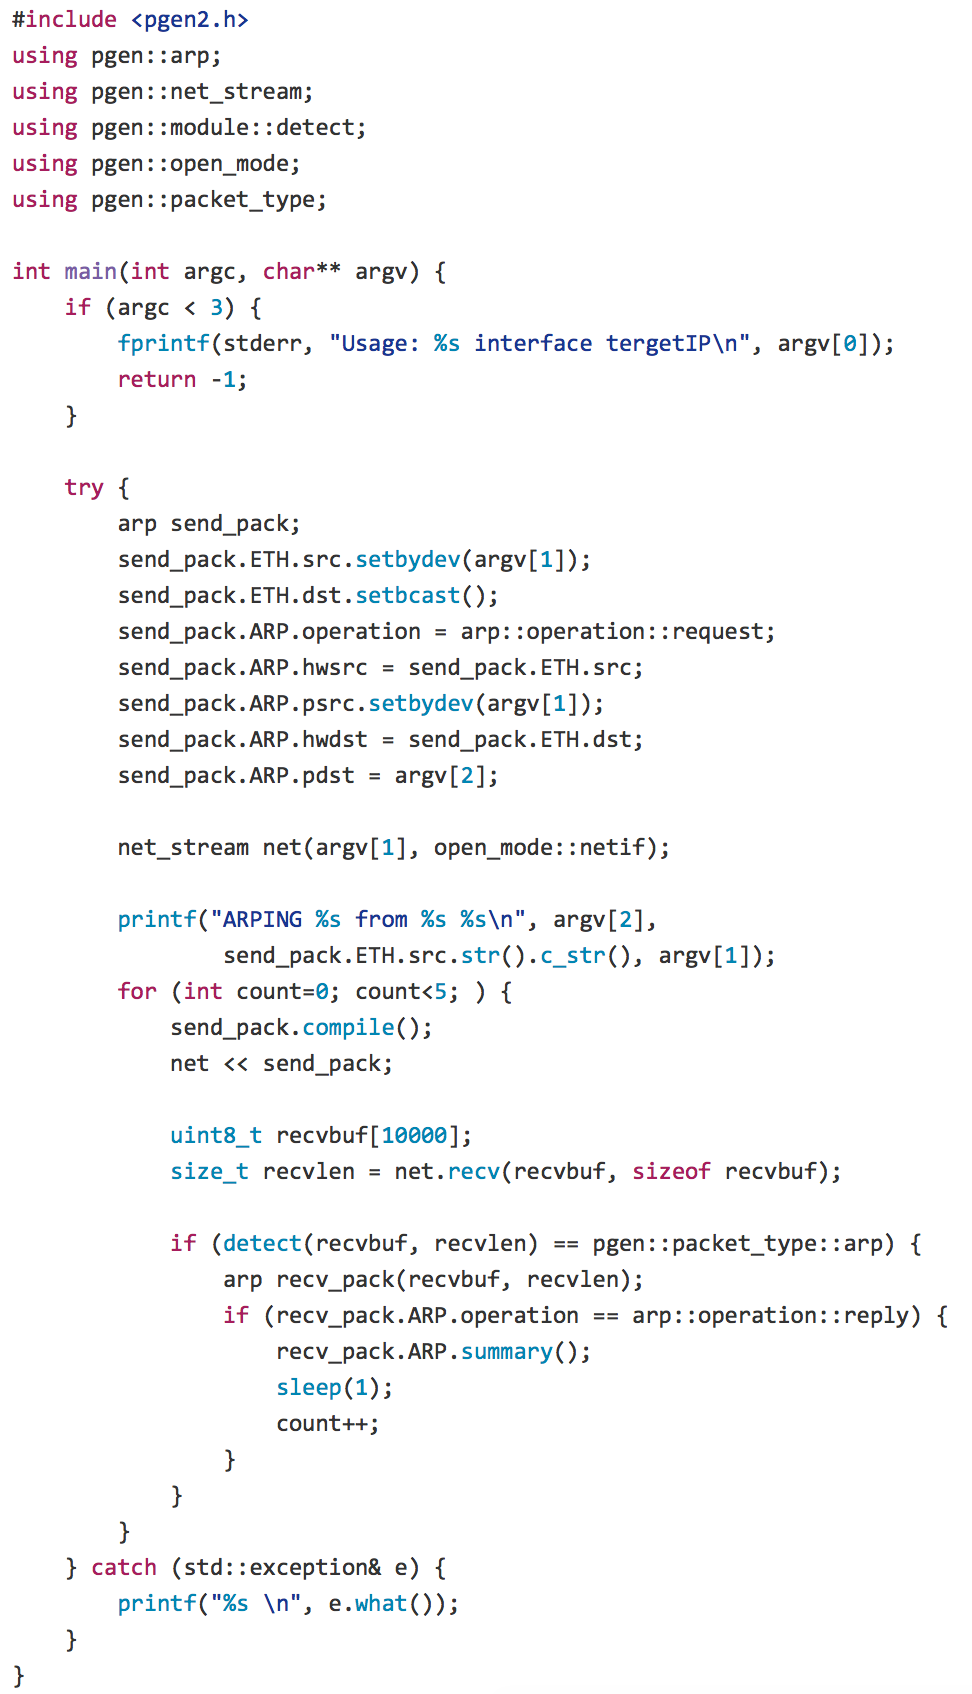 #include <pgen2.h>
using pgen::arp;
using pgen::net_stream;
using pgen::module::detect;
using pgen::open_mode;
using pgen::packet_type;

int main(int argc, char** argv) {
    if (argc < 3) {
        fprintf(stderr, "Usage: %s interface tergetIP\n", argv[0]);
        return -1;
    }

    try {
        arp send_pack;
        send_pack.ETH.src.setbydev(argv[1]);
        send_pack.ETH.dst.setbcast();
        send_pack.ARP.operation = arp::operation::request;
        send_pack.ARP.hwsrc = send_pack.ETH.src;
        send_pack.ARP.psrc.setbydev(argv[1]);
        send_pack.ARP.hwdst = send_pack.ETH.dst;
        send_pack.ARP.pdst = argv[2];

        net_stream net(argv[1], open_mode::netif);

        printf("ARPING %s from %s %s\n", argv[2],
                send_pack.ETH.src.str().c_str(), argv[1]);
        for (int count=0; count<5; ) {
            send_pack.compile();
            net << send_pack;

            uint8_t recvbuf[10000];
            size_t recvlen = net.recv(recvbuf, sizeof recvbuf);

            if (detect(recvbuf, recvlen) == pgen::packet_type::arp) {
                arp recv_pack(recvbuf, recvlen);
                if (recv_pack.ARP.operation == arp::operation::reply) {
                    recv_pack.ARP.summary();
                    sleep(1);
                    count++;
                }
            }
        }
    } catch (std::exception& e) {
        printf("%s \n", e.what());
    }
}